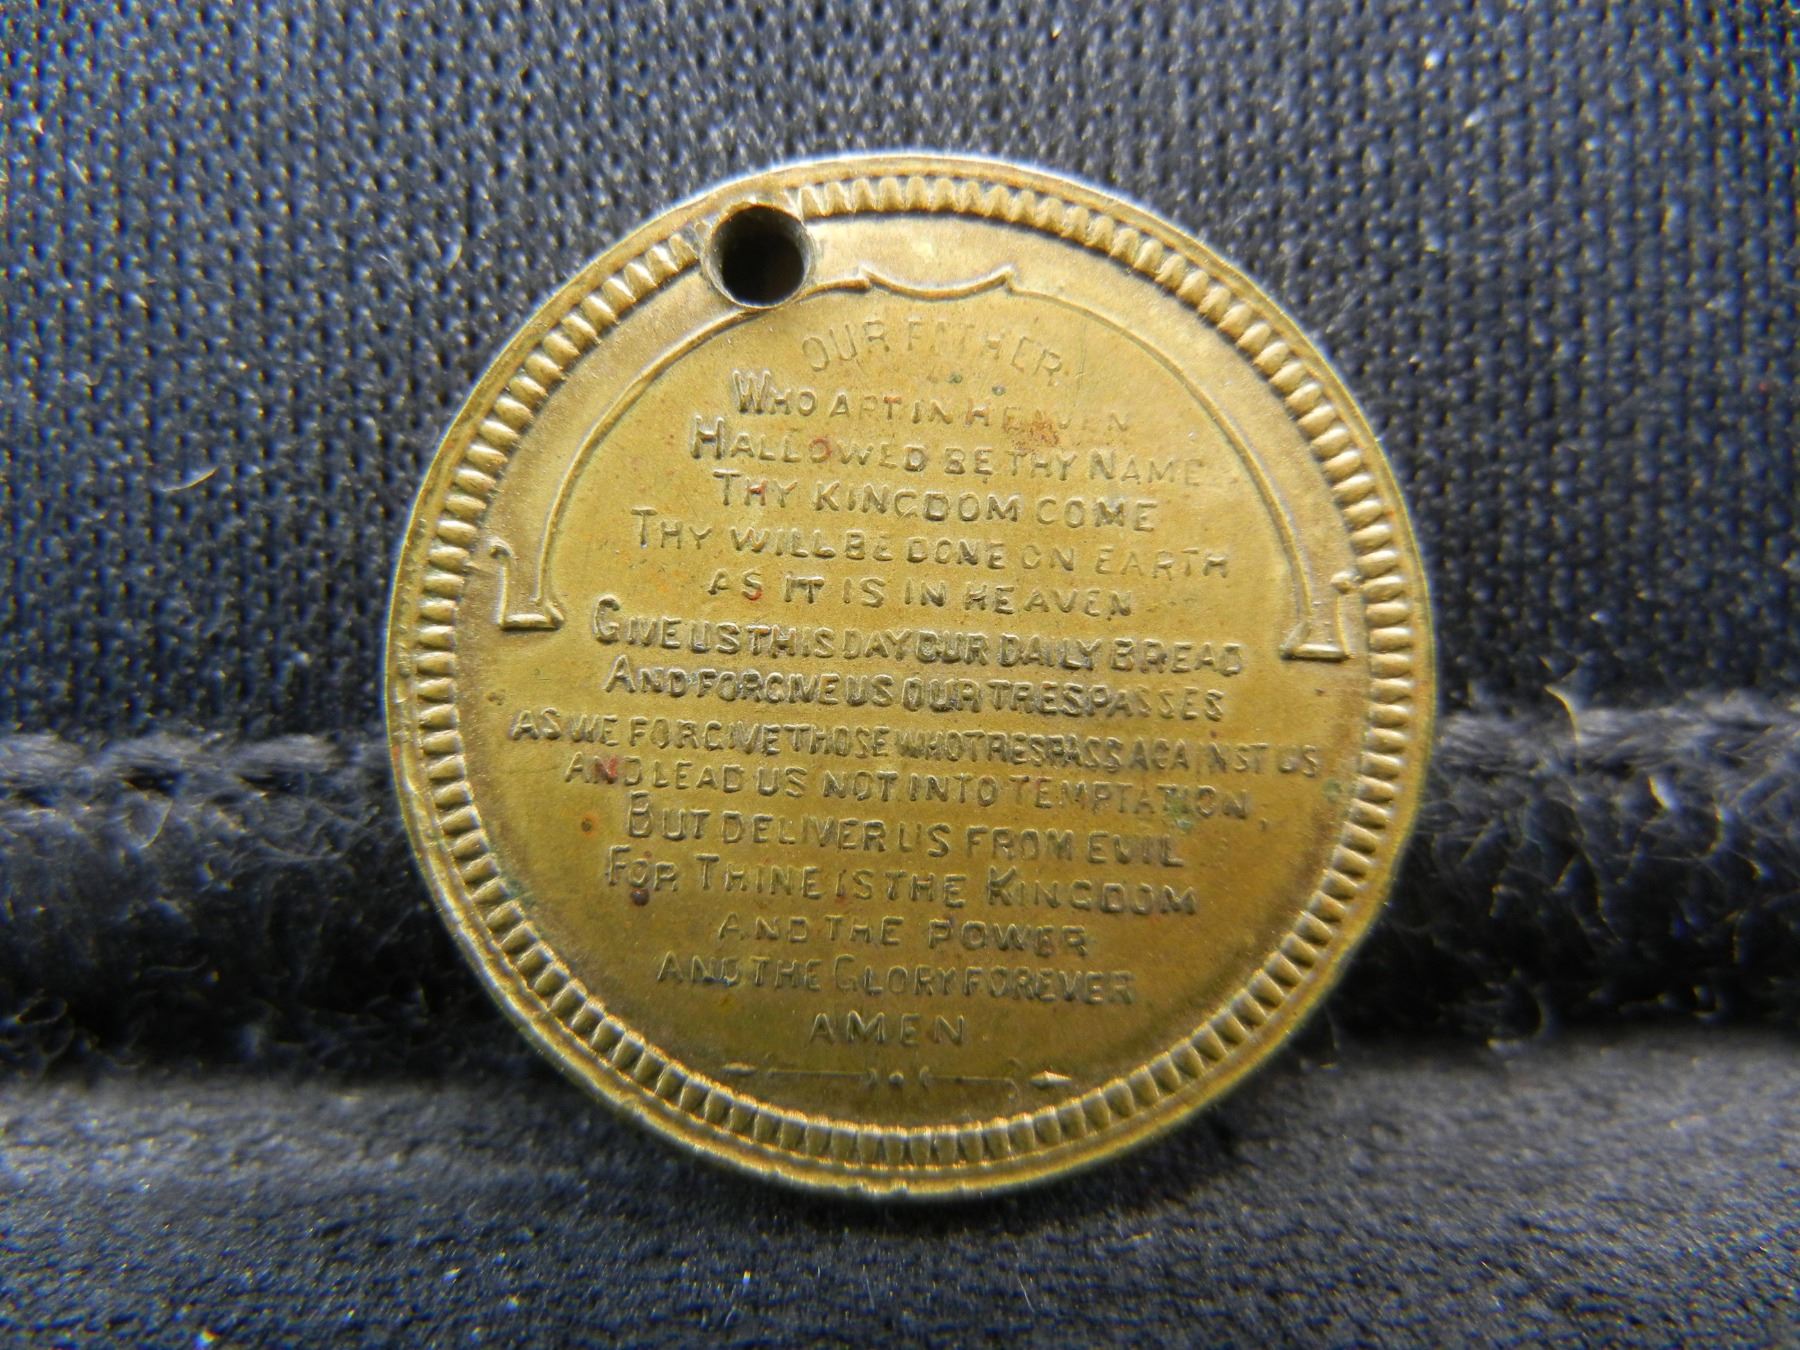 OUR FATHER
WHO ART IN HEAVEN
HALLOWED BE THY NAME
THY KINGDOM COME
THY WILL BE DONE ON EARTH
AS IT IS IN HEAVEN
GIVE US THIS DAY OUR DAILY BREAD
AND FORGIVE US OUR TRESPASSES
AS WE FORGIVE THOSE WHO TRESPASS AGAINST US
AND LEAD US NOT INTO TEMPTATION,
BUT DELIVER US FROM EVIL
FOR THINE IS THE KINGDOM
AND THE POWER
AND THE GLORY FOREVER
AMEN